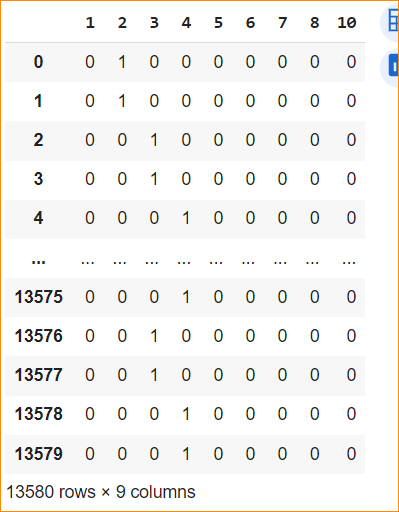 1 2 3 4 5 6 7 8 10
0 0 1 0 0 0 0 0 0 0
1 0 1 0 0 0 0 0 0 0
2 0 0 1 0 0 0 0 0 0
3 0 0 1 0 0 0 0 0 0
4 0 0 0 1 0 0 0 0 0
... ... ... ... ... ... ... ... ... ...
13575 0 0 0 1 0 0 0 0 0
13576 0 0 1 0 0 0 0 0 0
13577 0 0 1 0 0 0 0 0 0
13578 0 0 0 1 0 0 0 0 0
13579 0 0 0 1 0 0 0 0 0
13580 rows × 9 columns